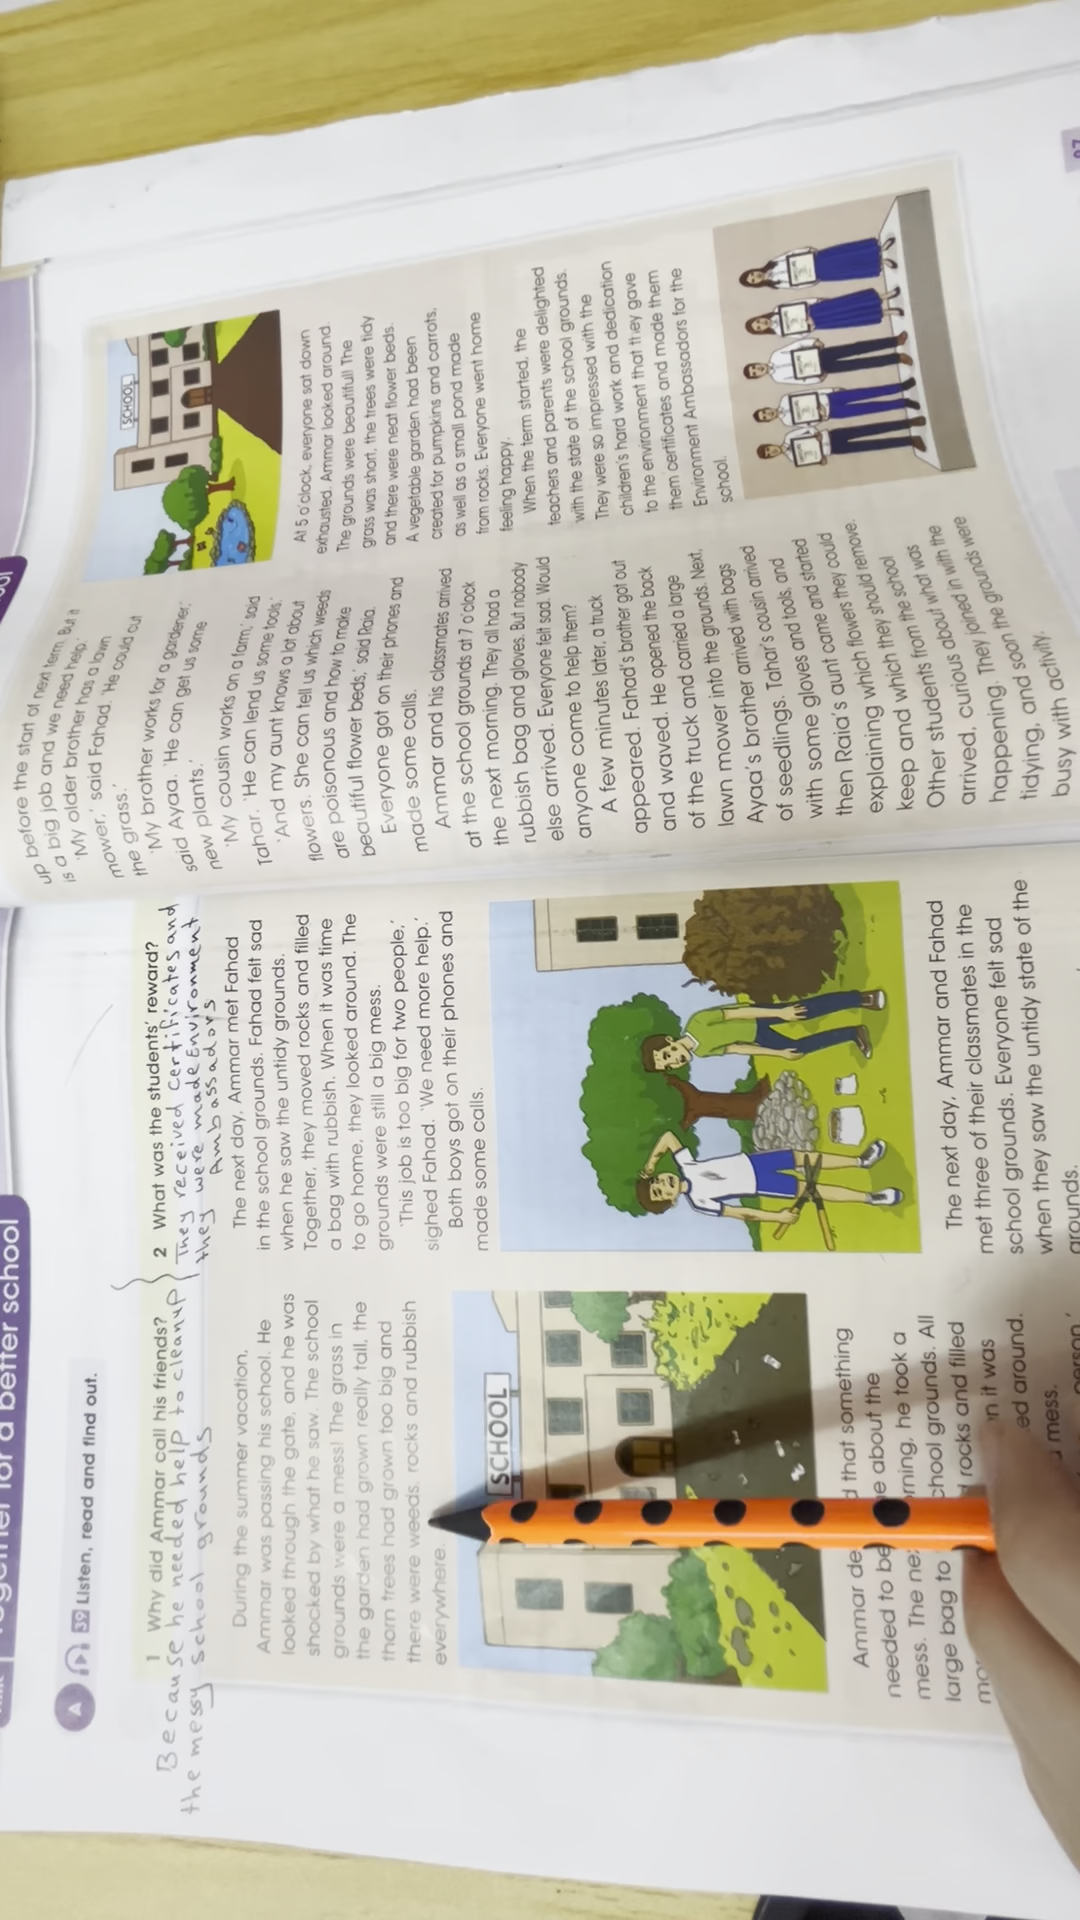 for a better school
A 39 Listen, read and find out.
1 Why did Ammar call his friends?
Because he needed help to cleanup
the messy school grounds
2 What was the students' reward?
They received certificates and
they were made Environment
Ambassadors
During the summer vacation,
Ammar was passing his school. He
looked through the gate, and he was
shocked by what he saw. The school
grounds were a mess! The grass in
the garden had grown really tall, the
thorn trees had grown too big and
there were weeds, rocks and rubbish
everywhere.
SCHOOL
Ammar de d that something
needed to be e about the
mess. The ne rning, he took a
large bag to chool grounds. All
rocks and filled
it was
ed around.
mess.
The next day, Ammar met Fahad
in the school grounds. Fahad felt sad
when he saw the untidy grounds.
Together, they moved rocks and filled
a bag with rubbish. When it was time
to go home, they looked around. The
grounds were still a big mess.
'This job is too big for two people,'
sighed Fahad. 'We need more help.'
Both boys got on their phones and
made some calls.
The next day, Ammar and Fahad
met three of their classmates in the
school grounds. Everyone felt sad
when they saw the untidy state of the
grounds.
up before the start of next term. But it
is a big job and we need help.'
'My older brother has a lawn
mower,' said Fahad. 'He could cut
the grass.'
'My brother works for a gardener,'
said Ayaa. 'He can get us some
new plants.'
'My cousin works on a farm,' said
Tahar. 'He can lend us some tools.'
'And my aunt knows a lot about
flowers. She can tell us which weeds
are poisonous and how to make
beautiful flower beds,' said Raia.
Everyone got on their phones and
made some calls.
Ammar and his classmates arrived
at the school grounds at 7 o'clock
the next morning. They all had a
rubbish bag and gloves. But nobody
else arrived. Everyone felt sad. Would
anyone come to help them?
A few minutes later, a truck
appeared. Fahad's brother got out
and waved. He opened the back
of the truck and carried a large
lawn mower into the grounds. Next,
Ayaa's brother arrived with bags
of seedlings. Tahar's cousin arrived
with some gloves and tools, and
then Raia's aunt came and started
explaining which flowers they could
keep and which they should remove.
Other students from the school
arrived, curious about what was
happening. They joined in with the
tidying, and soon the grounds were
busy with activity.
SCHOOL
At 5 o'clock, everyone sat down
exhausted. Ammar looked around.
The grounds were beautiful! The
grass was short, the trees were tidy
and there were neat flower beds.
A vegetable garden had been
created for pumpkins and carrots,
as well as a small pond made
from rocks. Everyone went home
feeling happy.
When the term started, the
teachers and parents were delighted
with the state of the school grounds.
They were so impressed with the
children's hard work and dedication
to the environment that they gave
them certificates and made them
Environment Ambassadors for the
school.